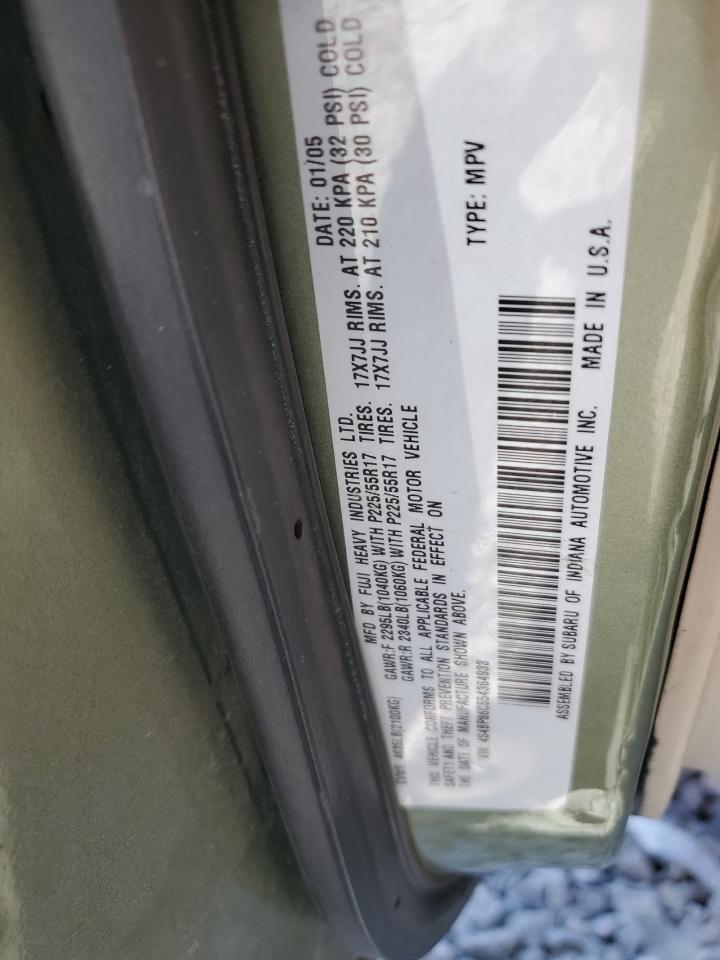 MFD BY FUJI HEAVY INDUSTRIES LTD. DATE: 01/05
GVWR: GAWR:F 2295LB(1040KG) WITH P225/55R17 TIRES. 17X7JJ RIMS. AT 220 KPA (32 PSI) COLD
GAWR:R 2340LB(1060KG) WITH P225/55R17 TIRES. 17X7JJ RIMS. AT 210 KPA (30 PSI) COLD
THIS VEHICLE CONFORMS TO ALL APPLICABLE FEDERAL MOTOR VEHICLE
SAFETY AND THEFT PREVENTION STANDARDS IN EFFECT ON
THE DATE OF MANUFACTURE SHOWN ABOVE.
VIN: TYPE: MPV
ASSEMBLED BY SUBARU OF INDIANA AUTOMOTIVE INC. MADE IN U.S.A.